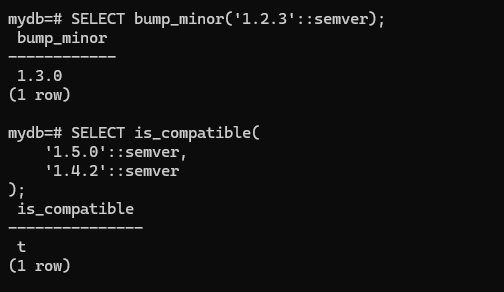 mydb=# SELECT bump_minor('1.2.3'::semver);
 bump_minor
------------
 1.3.0
(1 row)

mydb=# SELECT is_compatible(
    '1.5.0'::semver,
    '1.4.2'::semver
);
 is_compatible
---------------
 t
(1 row)